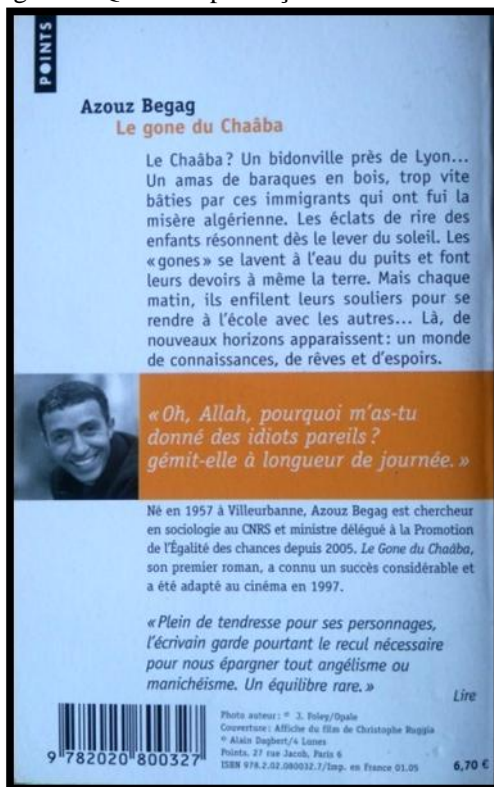 POINTS
Azouz Begag
Le gone du Chaâba
Le Chaâba? Un bidonville près de Lyon...
Un amas de baraques en bois, trop vite
bâties par ces immigrants qui ont fui la
misère algérienne. Les éclats de rire des
enfants résonnent dès le lever du soleil. Les
«gones» se lavent à l'eau du puits et font
leurs devoirs à même la terre. Mais chaque
matin, ils enfilent leurs souliers pour se
rendre à l'école avec les autres... Là, de
nouveaux horizons apparaissent: un monde
de connaissances, de rêves et d'espoirs.
«Oh, Allah, pourquoi m'as-tu
donné des idiots pareils?
gémit-elle à longueur de journée.»
Né en 1957 à Villeurbanne, Azouz Begag est chercheur
en sociologie au CNRS et ministre délégué à la Promotion
de l'Égalité des chances depuis 2005. Le Gone du Chaâba,
son premier roman, a connu un succès considérable et
a été adapté au cinéma en 1997.
«Plein de tendresse pour ses personnages,
l'écrivain garde pourtant le recul nécessaire
pour nous épargner tout angélisme ou
manichéisme. Un équilibre rare.»
Lire
Photo auteur: © J. Foley/Opale
Couverture: Affiche du film de Christophe Ruggia
© Alain Dagbert/4 Lunes
Points, 27 rue Jacob, Paris 6
ISBN 978.2.02.080032.7/Imp. en France 01.05
6,70 €
9 782020 800327